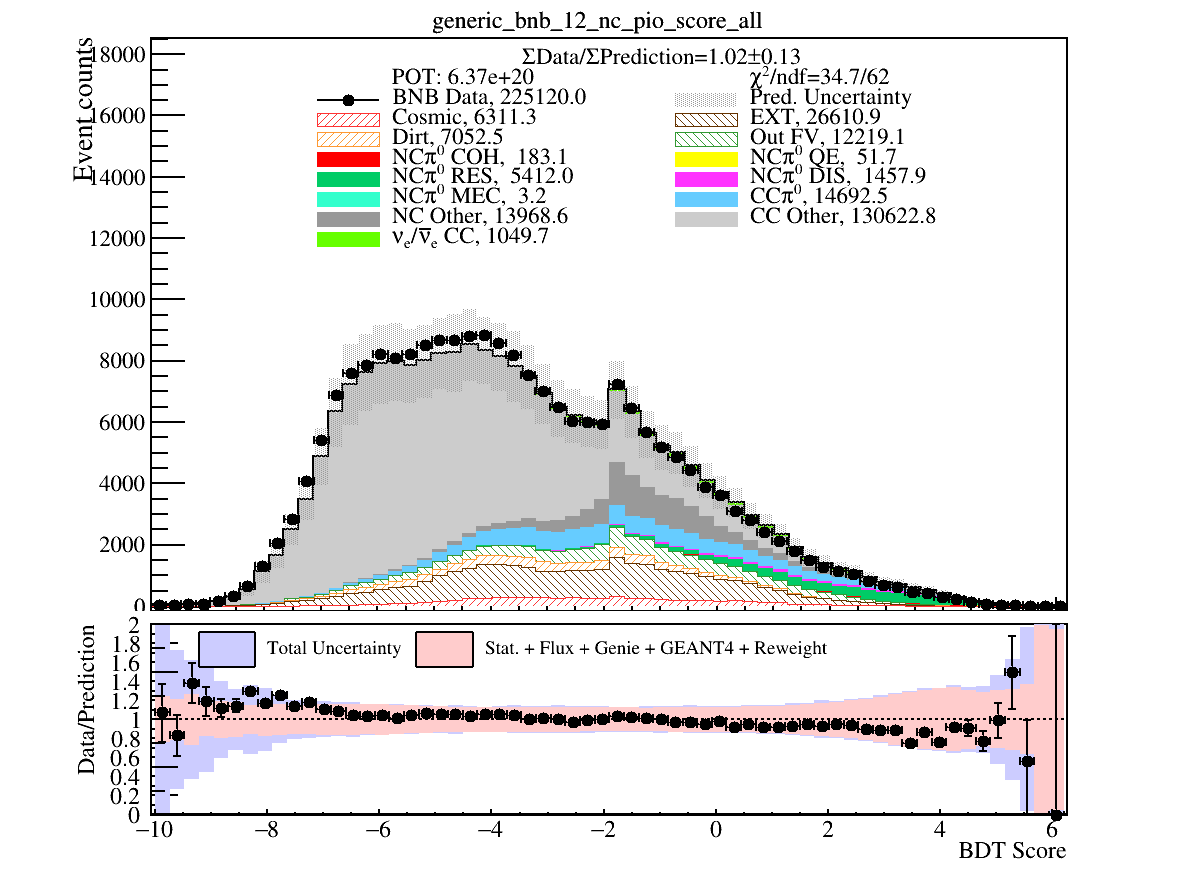 generic_bnb_12_nc_pio_score_all
ΣData/ΣPrediction=1.02±0.13
POT: 6.37e+20
χ²/ndf=34.7/62
BNB Data, 225120.0
Pred. Uncertainty
Cosmic, 6311.3
EXT, 26610.9
Dirt, 7052.5
Out FV, 12219.1
NCπ⁰ COH, 183.1
NCπ⁰ QE, 51.7
NCπ⁰ RES, 5412.0
NCπ⁰ DIS, 1457.9
NCπ⁰ MEC, 3.2
CCπ⁰, 14692.5
NC Other, 13968.6
CC Other, 130622.8
νₑ/ν̅ₑ CC, 1049.7
Event counts
18000
16000
14000
12000
10000
8000
6000
4000
2000
0
Total Uncertainty
Stat. + Flux + Genie + GEANT4 + Reweight
Data/Prediction
2
1.8
1.6
1.4
1.2
1
0.8
0.6
0.4
0.2
0
−10 −8 −6 −4 −2 0 2 4 6
BDT Score